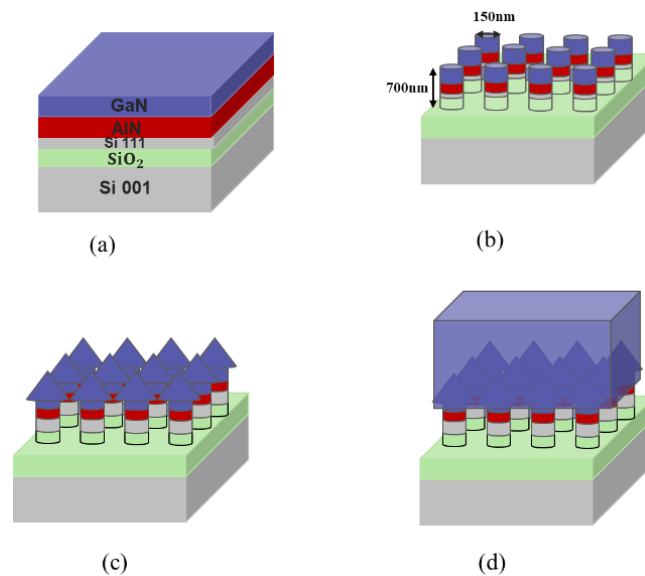 150nm
700nm
GaN
AlN
Si 111
SiO₂
Si 001
(a)
(b)
(c)
(d)